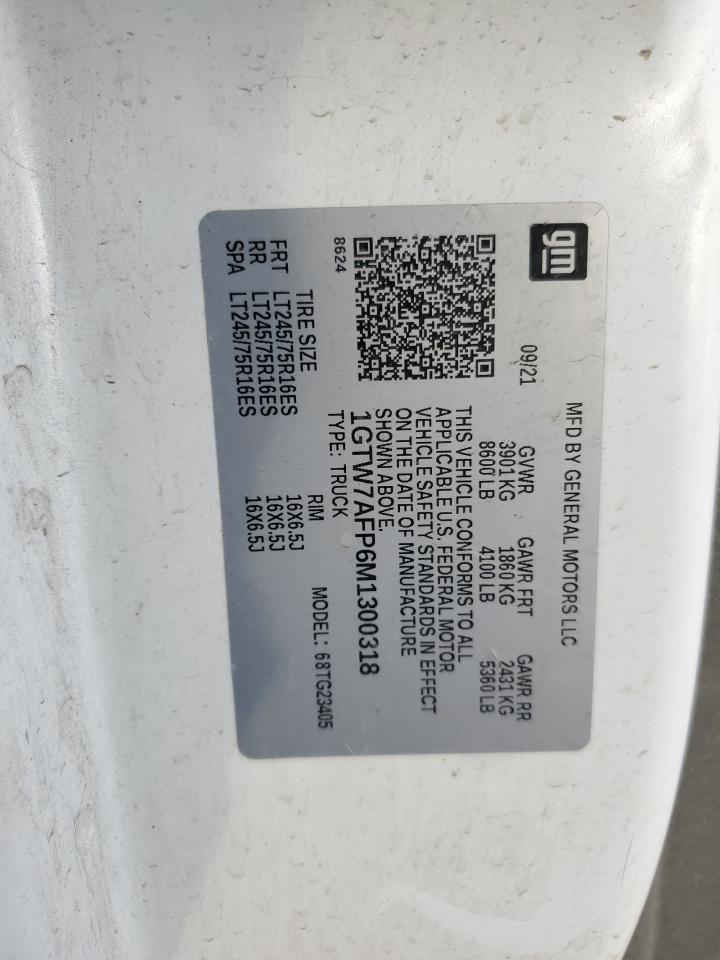 gm
MFD BY GENERAL MOTORS LLC
09/21
GVWR GAWR FRT GAWR RR
3901 KG 1860 KG 2431 KG
8600 LB 4100 LB 5360 LB
THIS VEHICLE CONFORMS TO ALL
APPLICABLE U.S. FEDERAL MOTOR
VEHICLE SAFETY STANDARDS IN EFFECT
ON THE DATE OF MANUFACTURE
SHOWN ABOVE.
1GTW7AFP6M1300318
8624
TYPE: TRUCK
MODEL: 68TG23405
TIRE SIZE RIM
FRT LT245/75R16ES 16X6.5J
RR LT245/75R16ES 16X6.5J
SPA LT245/75R16ES 16X6.5J